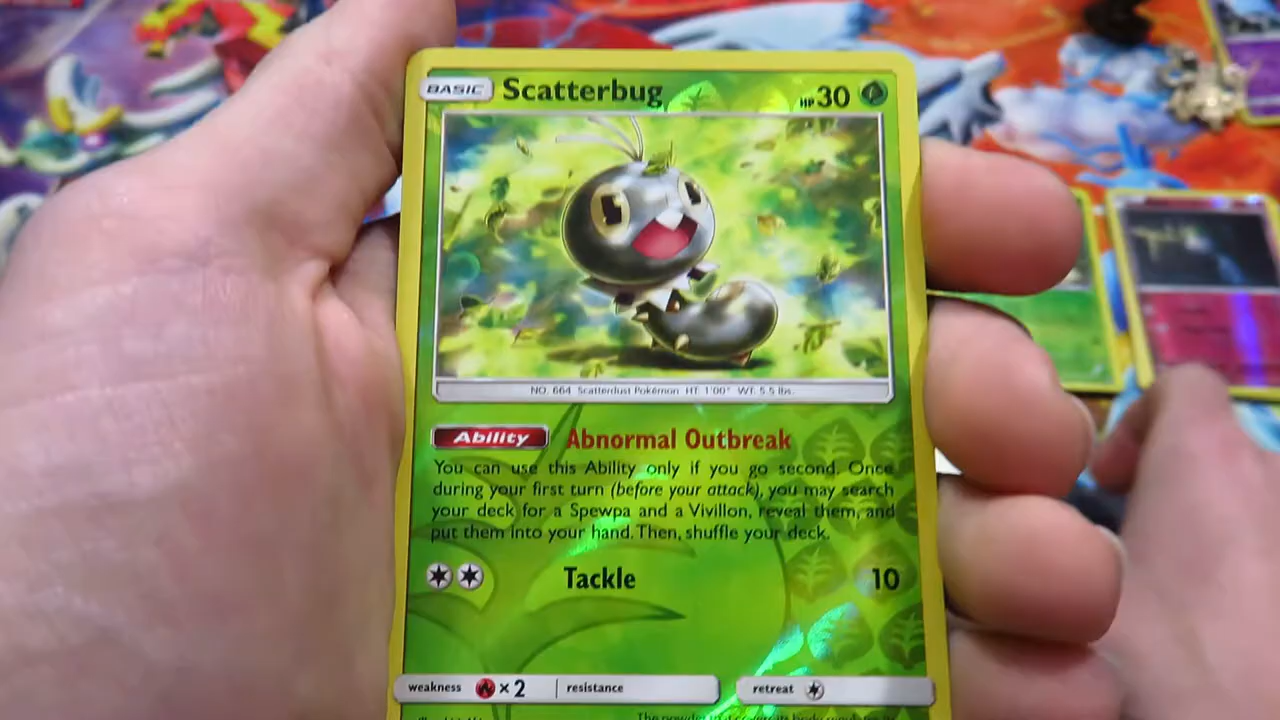 BASIC Scatterbug HP 30
NO. 664 Scatterdust Pokémon HT: 1'00" WT: 5.5 lbs.
Ability Abnormal Outbreak
You can use this Ability only if you go second. Once
during your first turn (before your attack), you may search
your deck for a Spewpa and a Vivillon, reveal them, and
put them into your hand. Then, shuffle your deck.
Tackle 10
weakness ×2 resistance retreat